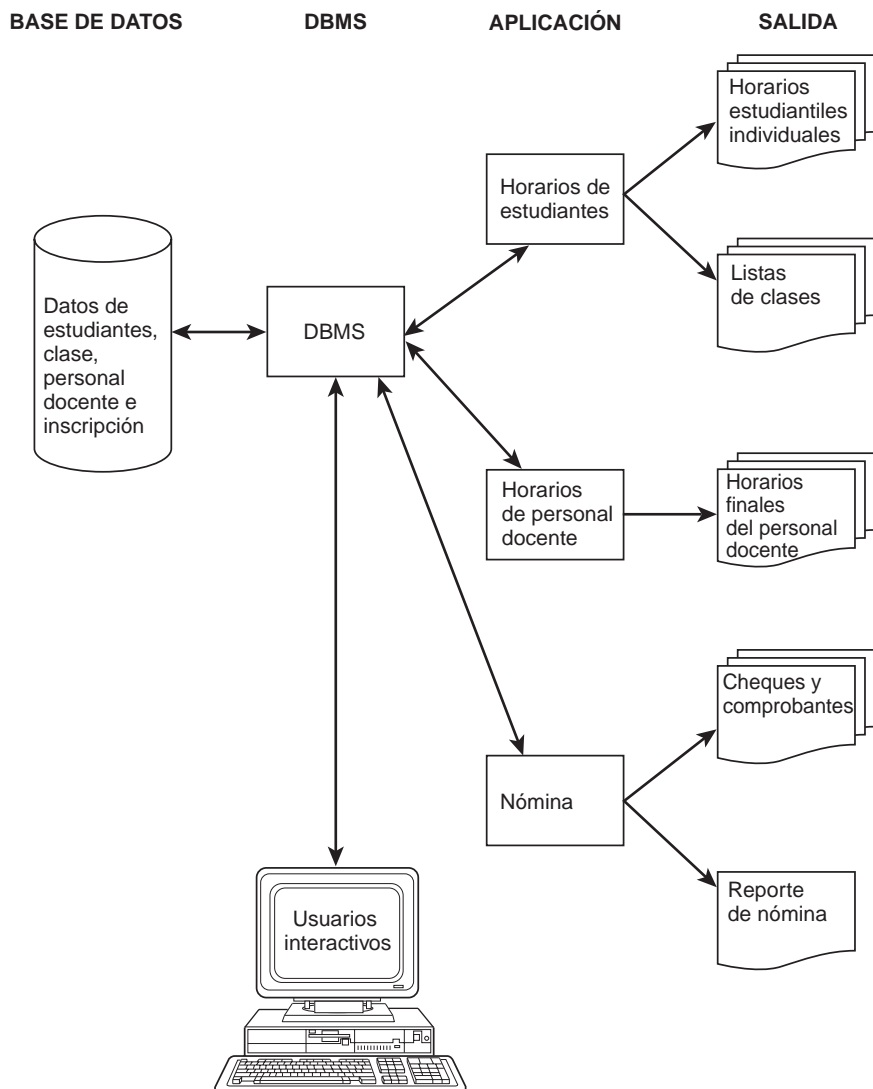 BASE DE DATOS
DBMS
APLICACIÓN
SALIDA
Horarios
estudiantiles
individuales
Horarios de
estudiantes
Listas
de clases
Datos de
estudiantes,
clase,
personal
docente e
inscripción
DBMS
Horarios
de personal
docente
Horarios
finales
del personal
docente
Cheques y
comprobantes
Nómina
Reporte
de nómina
Usuarios
interactivos